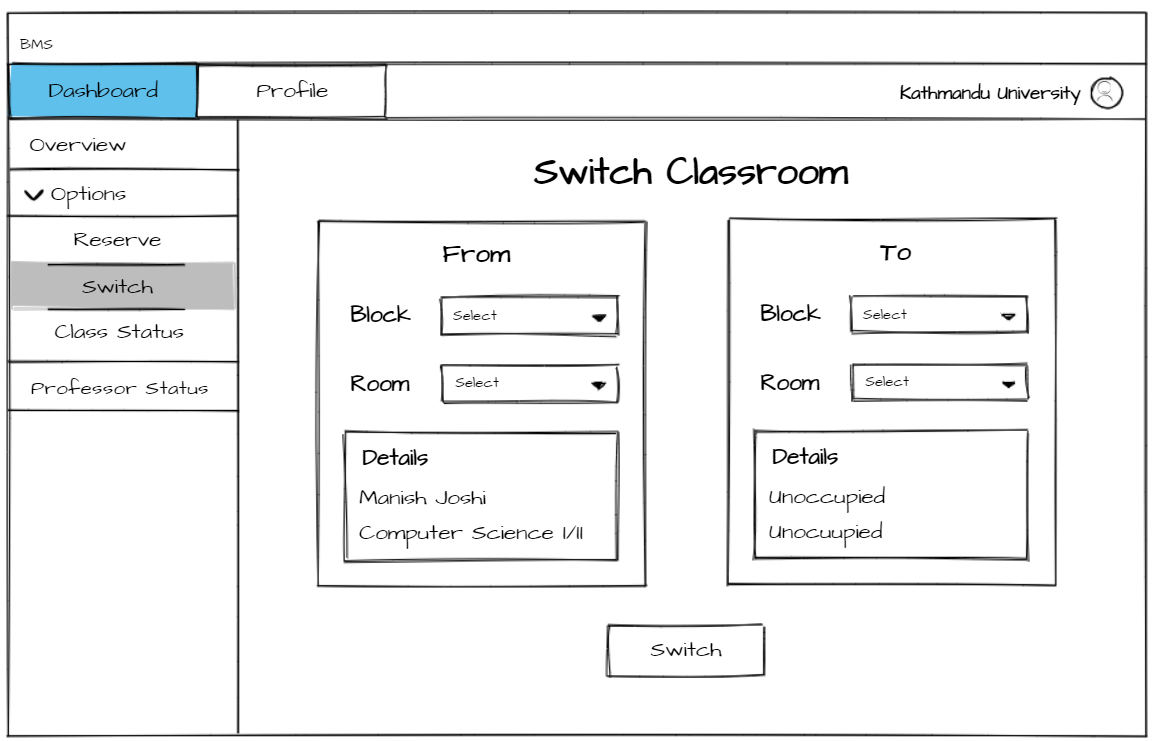 BMS
Dashboard Profile Kathmandu University
Overview
Options
Reserve
Switch
Class Status
Professor Status
Switch Classroom
From
Block Select
Room Select
Details
Manish Joshi
Computer Science I/II
To
Block Select
Room Select
Details
Unoccupied
Unocuupied
Switch